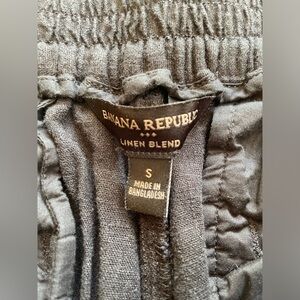 BANANA REPUBLIC
LINEN BLEND
S
MADE IN
BANGLADESH